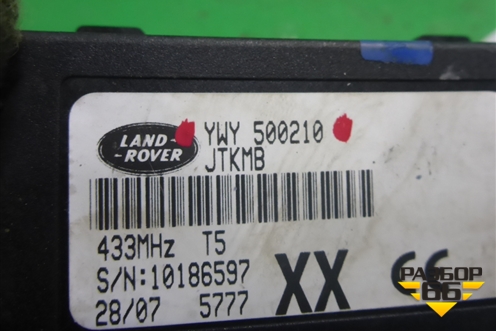 LAND-
-ROVER
YWY 500210
JTKMB
433MHz T5
S/N:10186597
28/07 5777
XX
CE
РАЗБОР
66